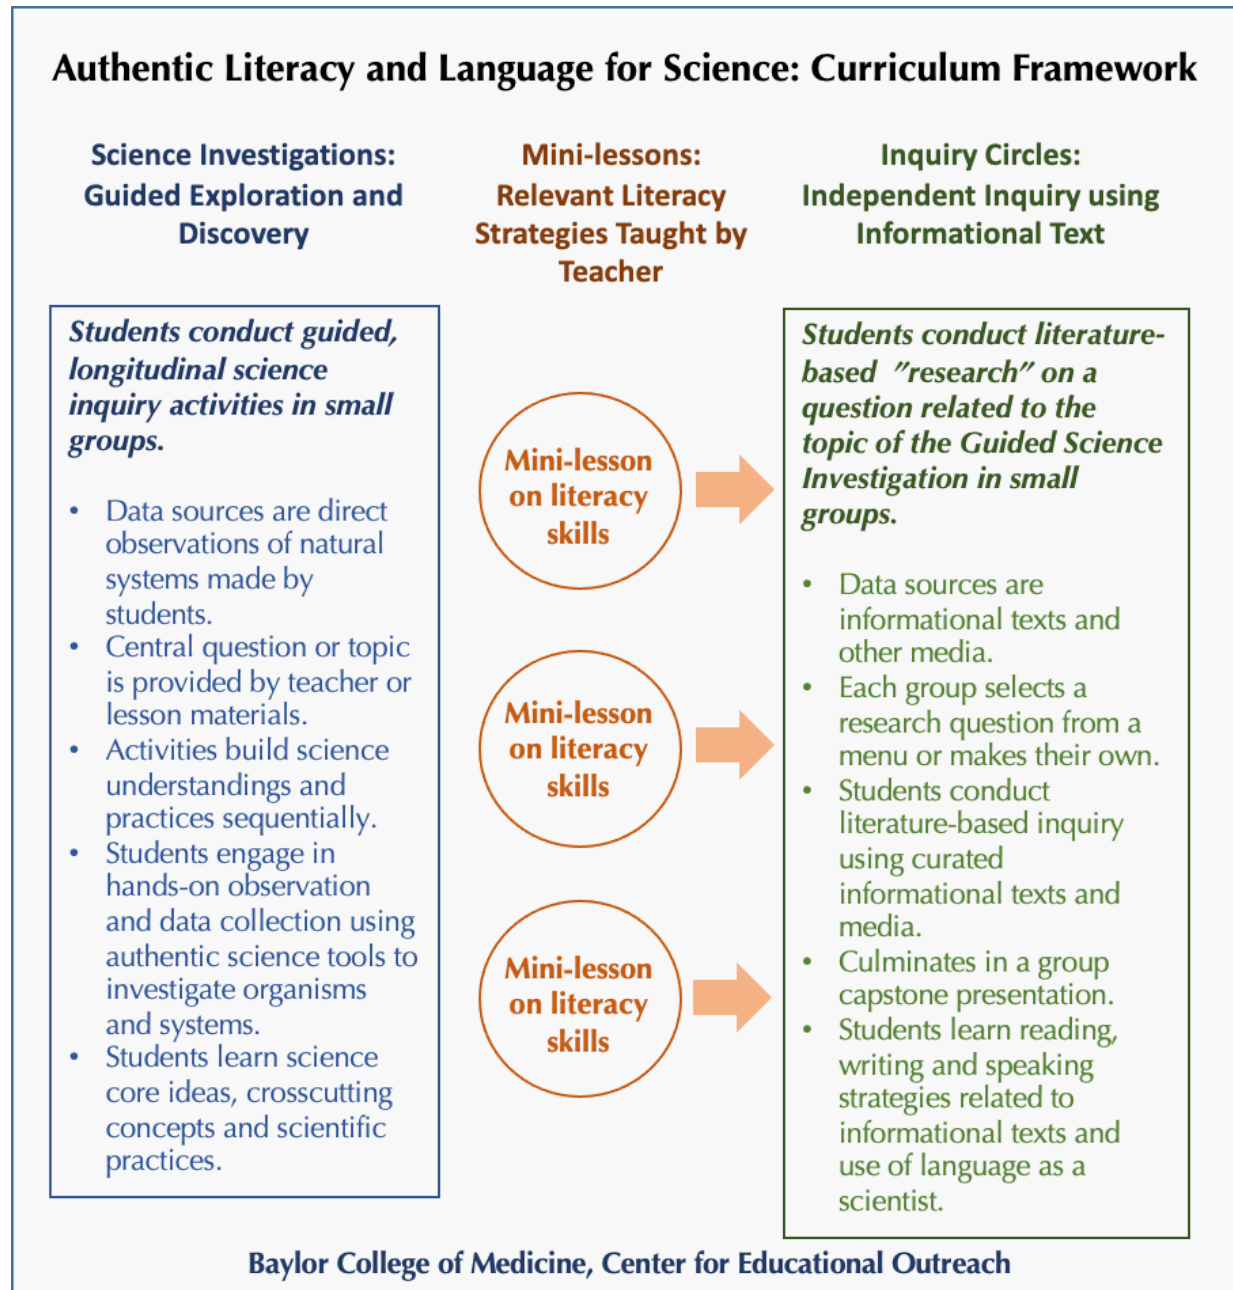 Authentic Literacy and Language for Science: Curriculum Framework
Science Investigations:
Guided Exploration and
Discovery
Students conduct guided,
longitudinal science
inquiry activities in small
groups.
• Data sources are direct
observations of natural
systems made by
students.
• Central question or topic
is provided by teacher or
lesson materials.
• Activities build science
understandings and
practices sequentially.
• Students engage in
hands-on observation
and data collection using
authentic science tools to
investigate organisms
and systems.
• Students learn science
core ideas, crosscutting
concepts and scientific
practices.
Mini-lessons:
Relevant Literacy
Strategies Taught by
Teacher
Mini-lesson
on literacy
skills
Mini-lesson
on literacy
skills
Mini-lesson
on literacy
skills
Inquiry Circles:
Independent Inquiry using
Informational Text
Students conduct literature-
based ”research” on a
question related to the
topic of the Guided Science
Investigation in small
groups.
• Data sources are
informational texts and
other media.
• Each group selects a
research question from a
menu or makes their own.
• Students conduct
literature-based inquiry
using curated
informational texts and
media.
• Culminates in a group
capstone presentation.
• Students learn reading,
writing and speaking
strategies related to
informational texts and
use of language as a
scientist.
Baylor College of Medicine, Center for Educational Outreach